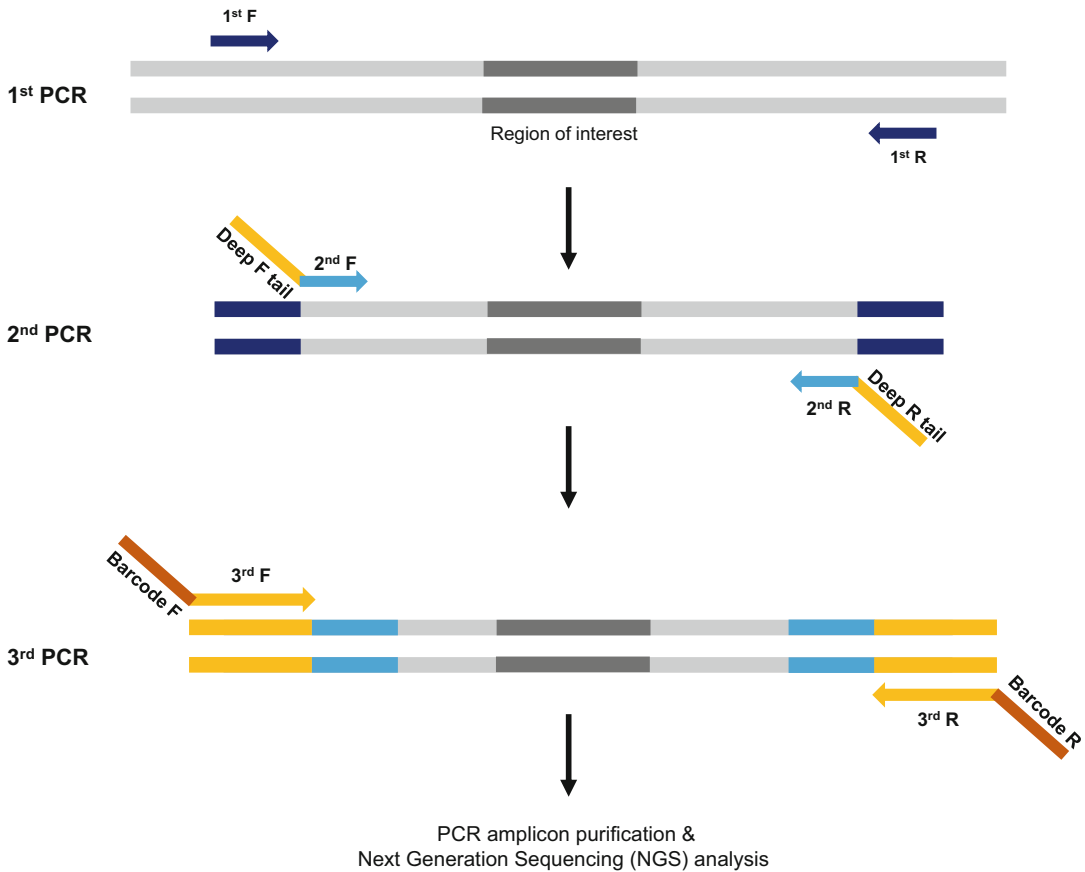 1st F
1st PCR
Region of interest
1st R
Deep F tail
2nd F
2nd PCR
2nd R
Deep R tail
Barcode F
3rd F
3rd PCR
3rd R
Barcode R
PCR amplicon purification &
Next Generation Sequencing (NGS) analysis